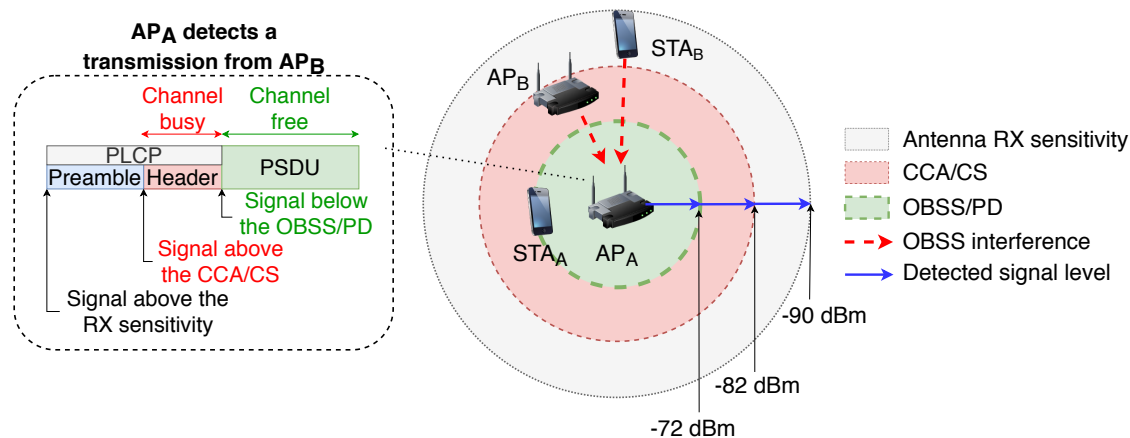 APA detects a
transmission from APB
Channel
busy
Channel
free
PLCP
Preamble
Header
PSDU
Signal below
the OBSS/PD
Signal above
the CCA/CS
Signal above the
RX sensitivity
STAB
APB
STAA
APA
-90 dBm
-82 dBm
-72 dBm
Antenna RX sensitivity
CCA/CS
OBSS/PD
OBSS interference
Detected signal level